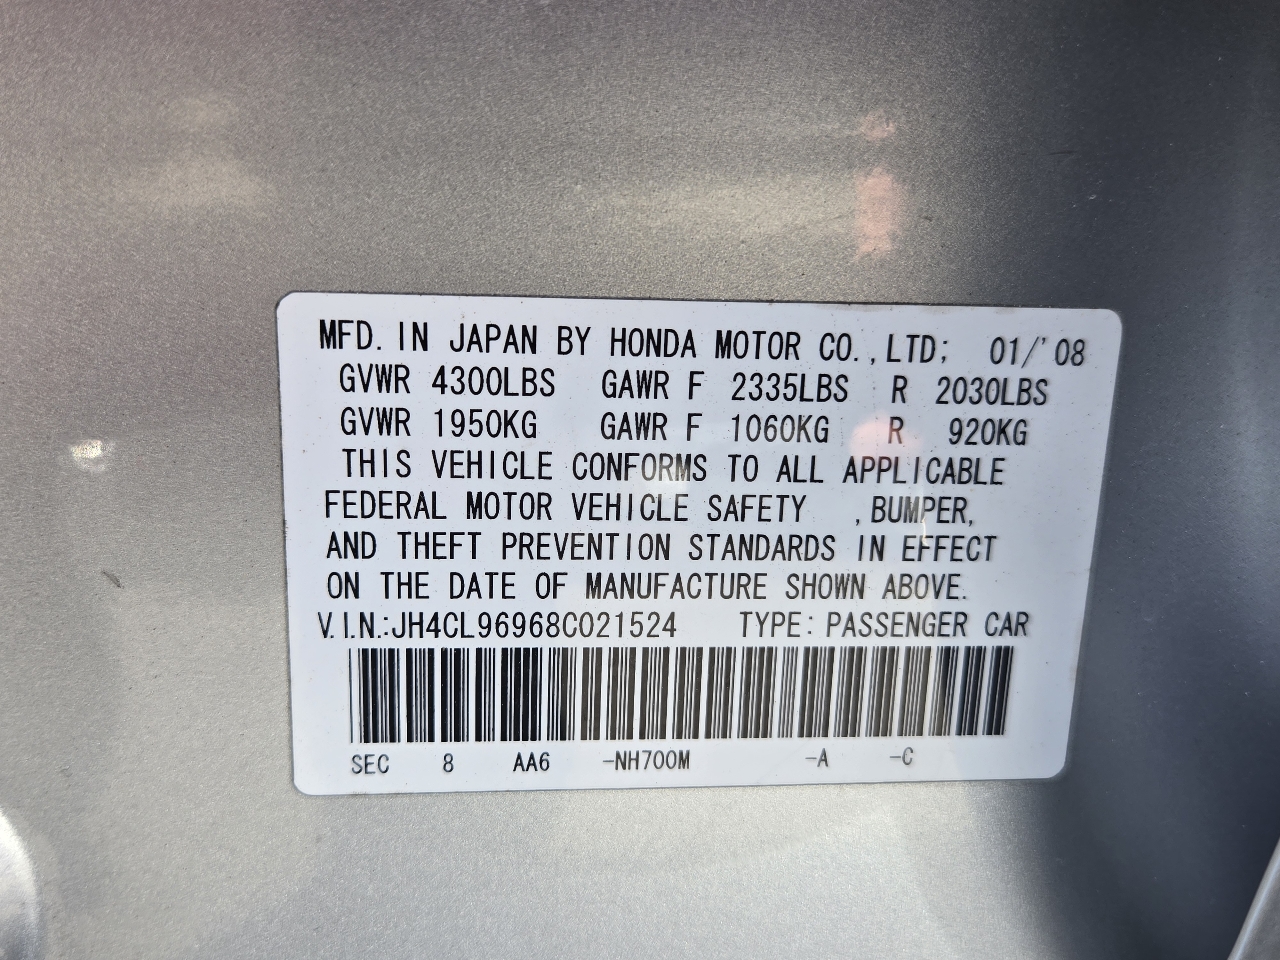 MFD. IN JAPAN BY HONDA MOTOR CO., LTD; 01/'08
GVWR 4300LBS GAWR F 2335LBS R 2030LBS
GVWR 1950KG GAWR F 1060KG R 920KG
THIS VEHICLE CONFORMS TO ALL APPLICABLE
FEDERAL MOTOR VEHICLE SAFETY , BUMPER,
AND THEFT PREVENTION STANDARDS IN EFFECT
ON THE DATE OF MANUFACTURE SHOWN ABOVE.
V.I.N.:JH4CL96968C021524 TYPE: PASSENGER CAR
SEC 8 AA6 -NH700M -A -C